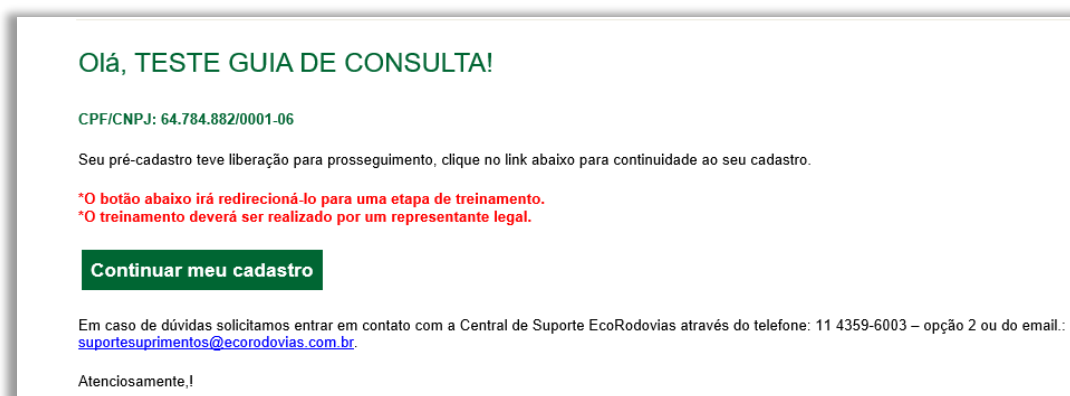 Olá, TESTE GUIA DE CONSULTA!
CPF/CNPJ: 64.784.882/0001-06
Seu pré-cadastro teve liberação para prosseguimento, clique no link abaixo para continuidade ao seu cadastro.
*O botão abaixo irá redirecioná-lo para uma etapa de treinamento.
*O treinamento deverá ser realizado por um representante legal.
Continuar meu cadastro
Em caso de dúvidas solicitamos entrar em contato com a Central de Suporte EcoRodovias através do telefone: 11 4359-6003 – opção 2 ou do email.:
suportesuprimentos@ecorodovias.com.br.
Atenciosamente,!